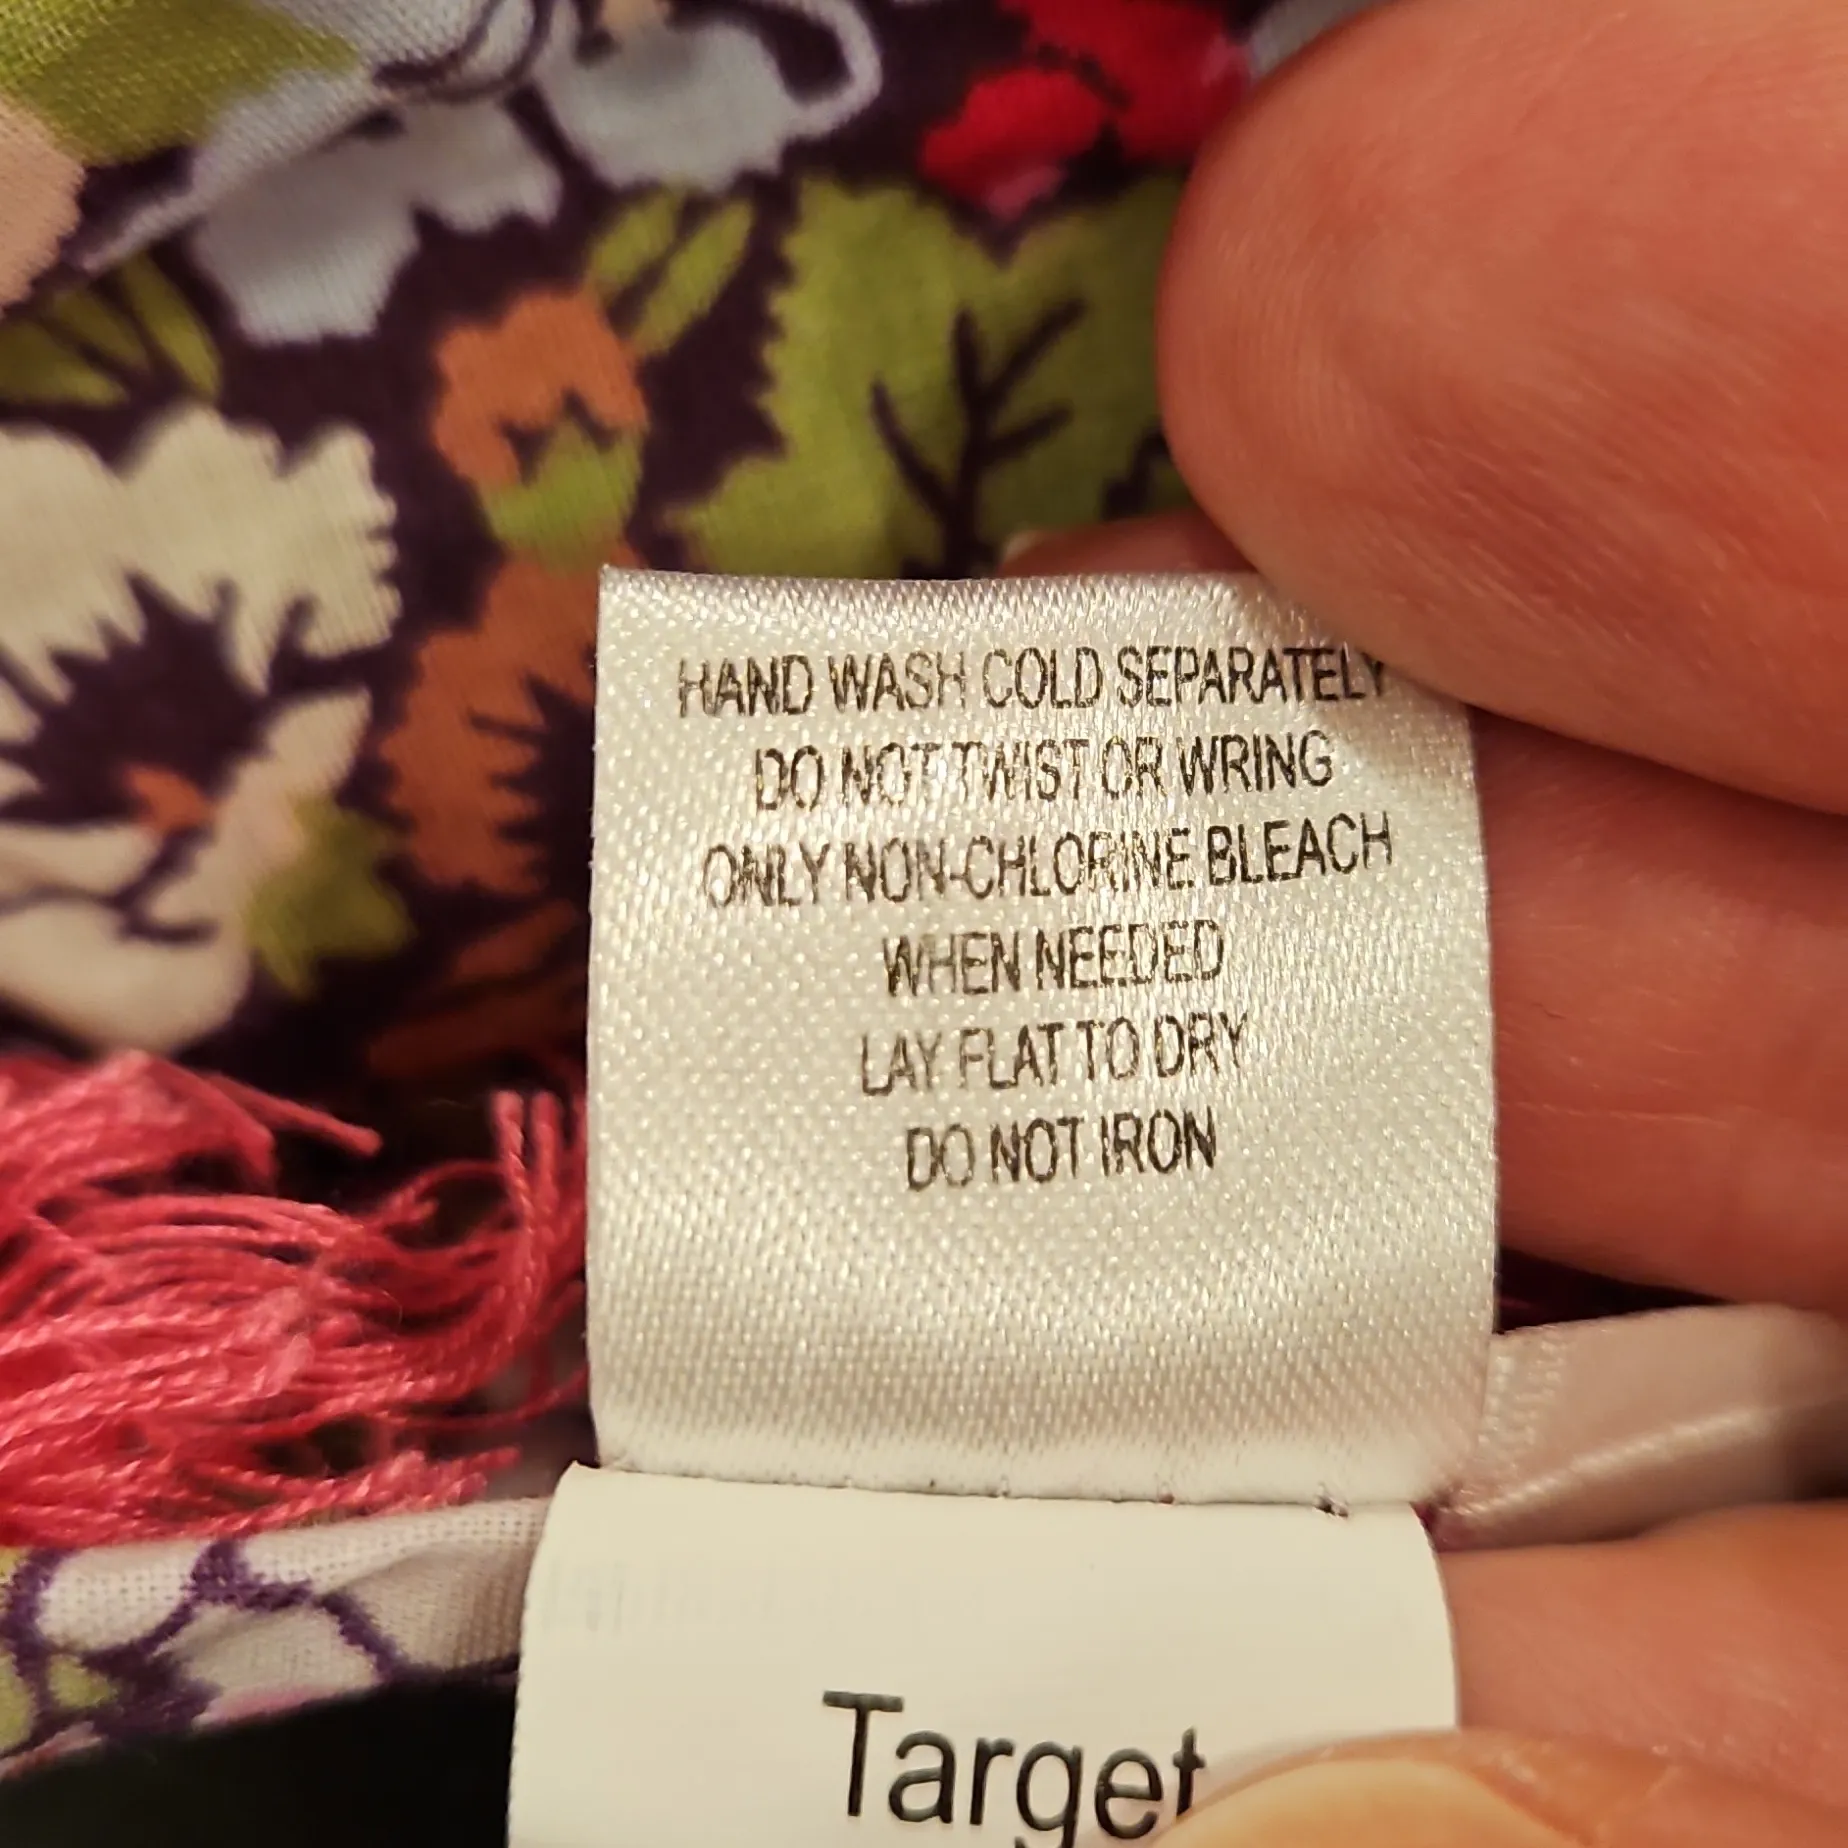 HAND WASH COLD SEPARATELY
DO NOT TWIST OR WRING
ONLY NON-CHLORINE BLEACH
WHEN NEEDED
LAY FLAT TO DRY
DO NOT IRON
Target